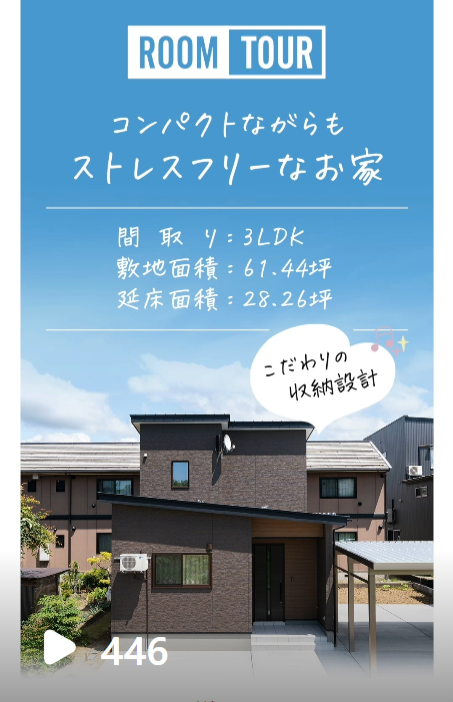 ROOM TOUR
コンパクトながらも
ストレスフリーなお家
間取り:3LDK
敷地面積:61.44坪
延床面積:28.26坪
こだわりの
収納設計
446